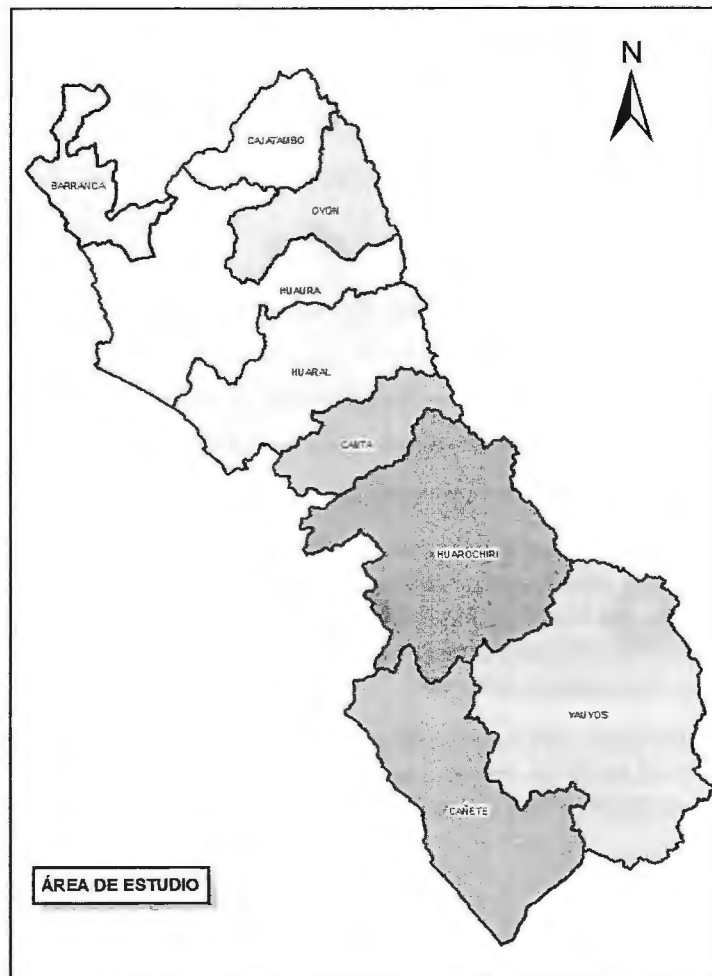 N
CAJATAMBO
BARRANCA
OYON
HUAURA
HUARAL
CANTA
HUAROCHIRI
YAUYOS
CAÑETE
ÁREA DE ESTUDIO